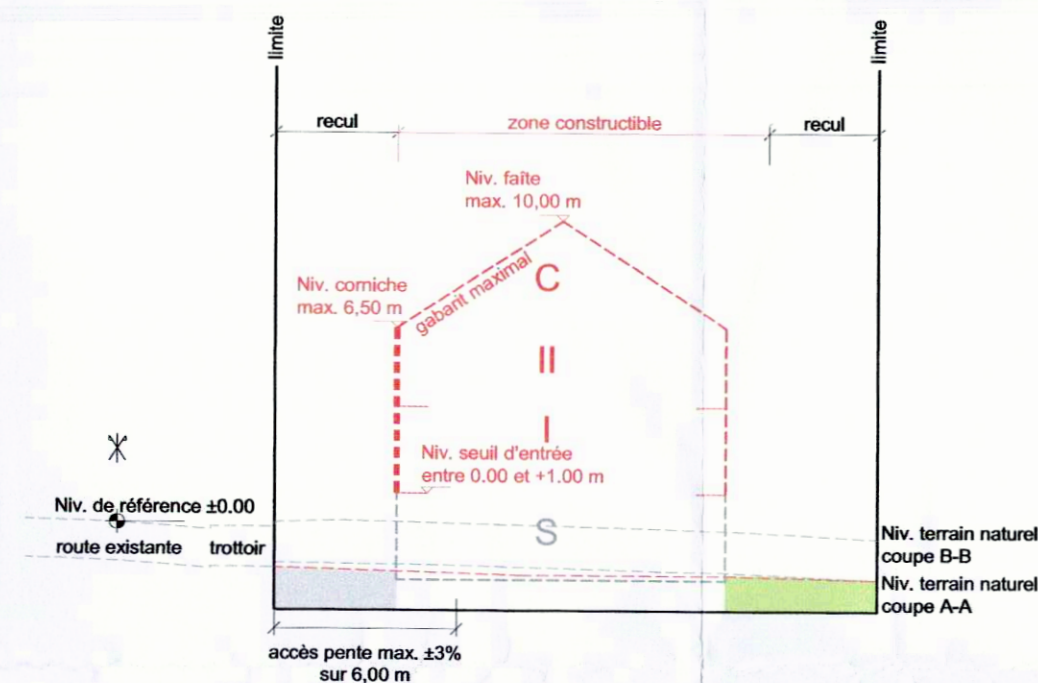 limite
limite
recul
zone constructible
recul
Niv. faîte
max. 10,00 m
C
Niv. corniche
max. 6,50 m
gabarit maximal
II
I
Niv. seuil d'entrée
entre 0.00 et +1.00 m
Niv. de référence ±0.00
S
route existante
trottoir
Niv. terrain naturel
coupe B-B
Niv. terrain naturel
coupe A-A
accès pente max. ±3%
sur 6,00 m